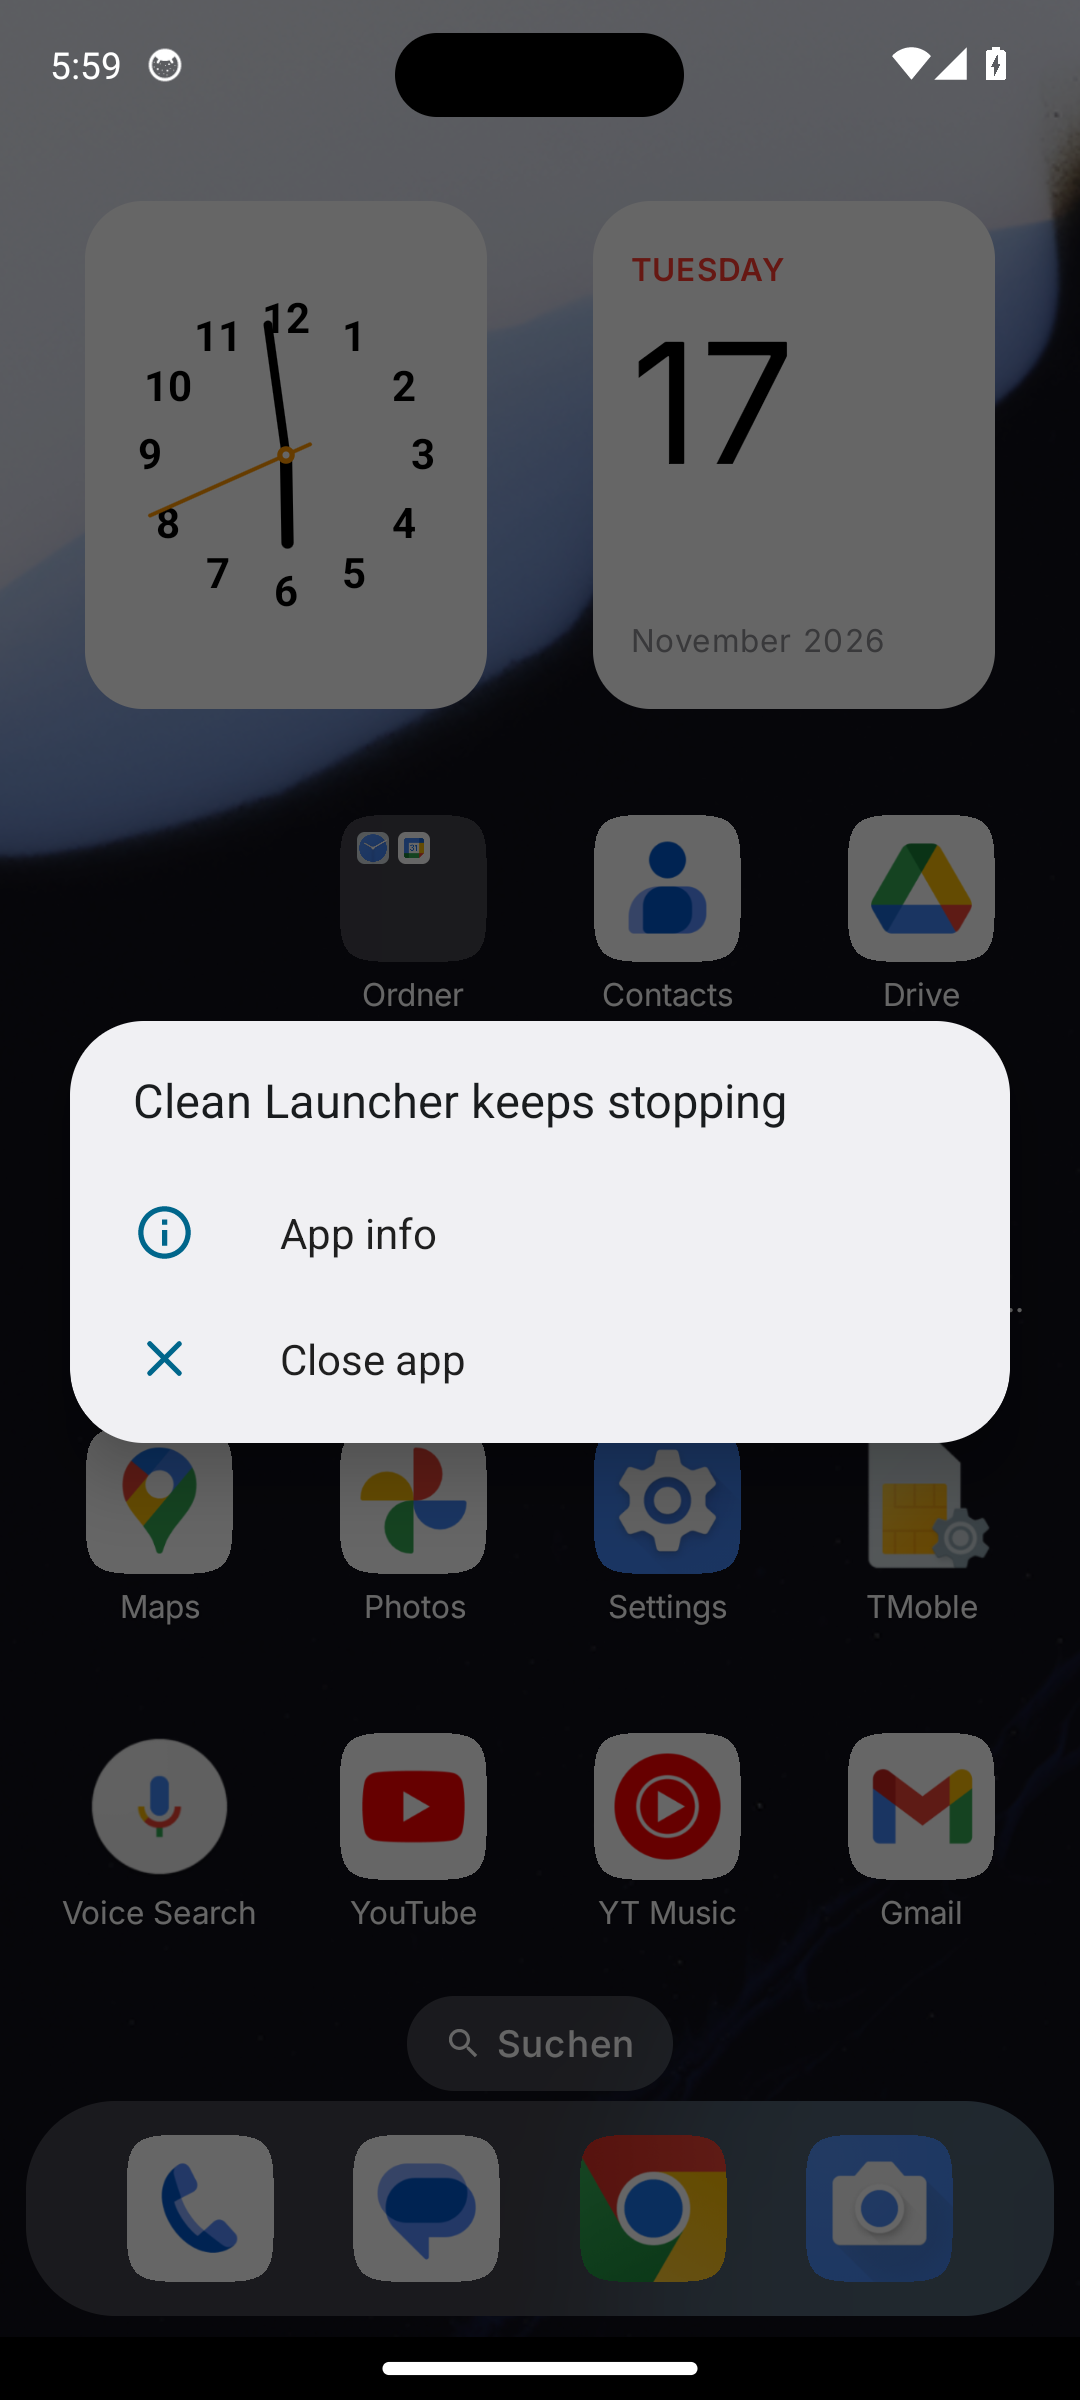 5:59
12
11
1
10
2
9
3
8
4
7
5
6
TUESDAY
17
November 2026
31
Ordner
Contacts
Drive
Clean Launcher keeps stopping
App info
..
Close app
Maps
Photos
Settings
TMoble
Voice Search
YouTube
YT Music
Gmail
Suchen